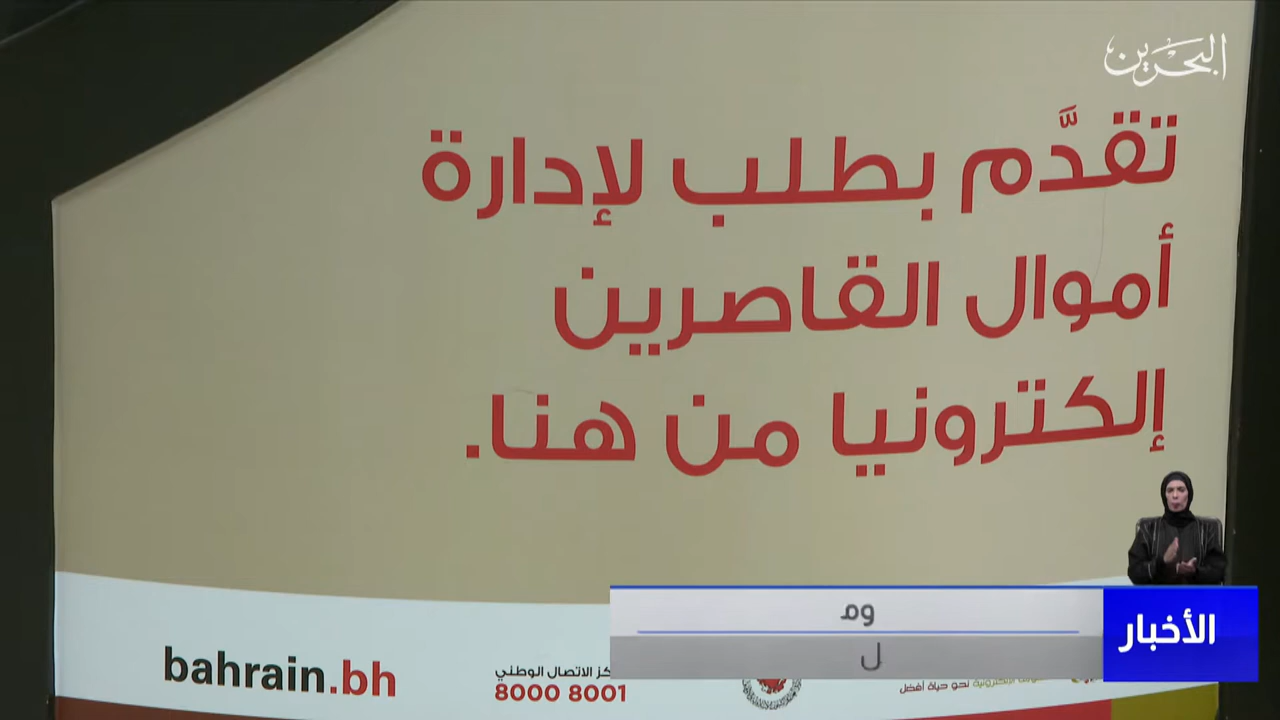 البحرين
تقدَّم بطلب لإدارة
أموال القاصرين
إلكترونيا من هنا.
الأخبار
وم
ل
bahrain.bh
الاتصال الوطني
8000 8001
نحو حياة أفضل